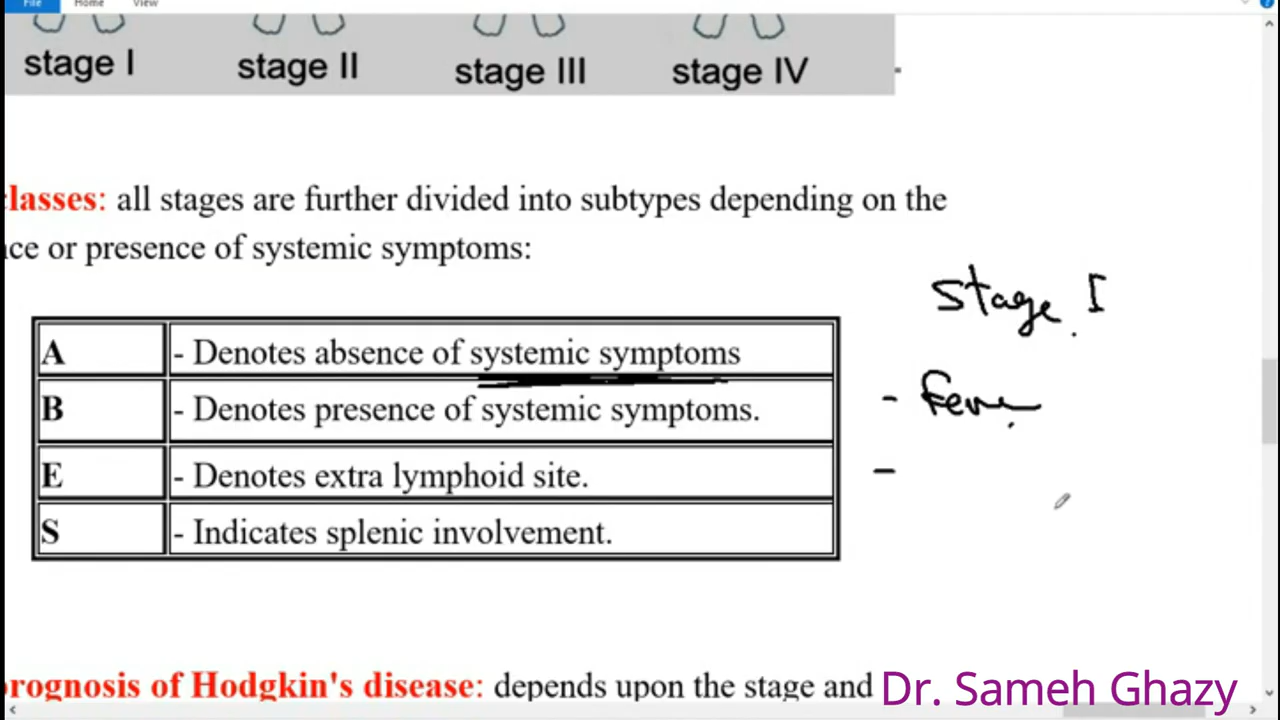 File Home View
stage I stage II stage III stage IV
lasses: all stages are further divided into subtypes depending on the
ce or presence of systemic symptoms:
A - Denotes absence of systemic symptoms
B - Denotes presence of systemic symptoms.
E - Denotes extra lymphoid site.
S - Indicates splenic involvement.
Stage I
- Fever
-
rognosis of Hodgkin's disease: depends upon the stage and
Dr. Sameh Ghazy